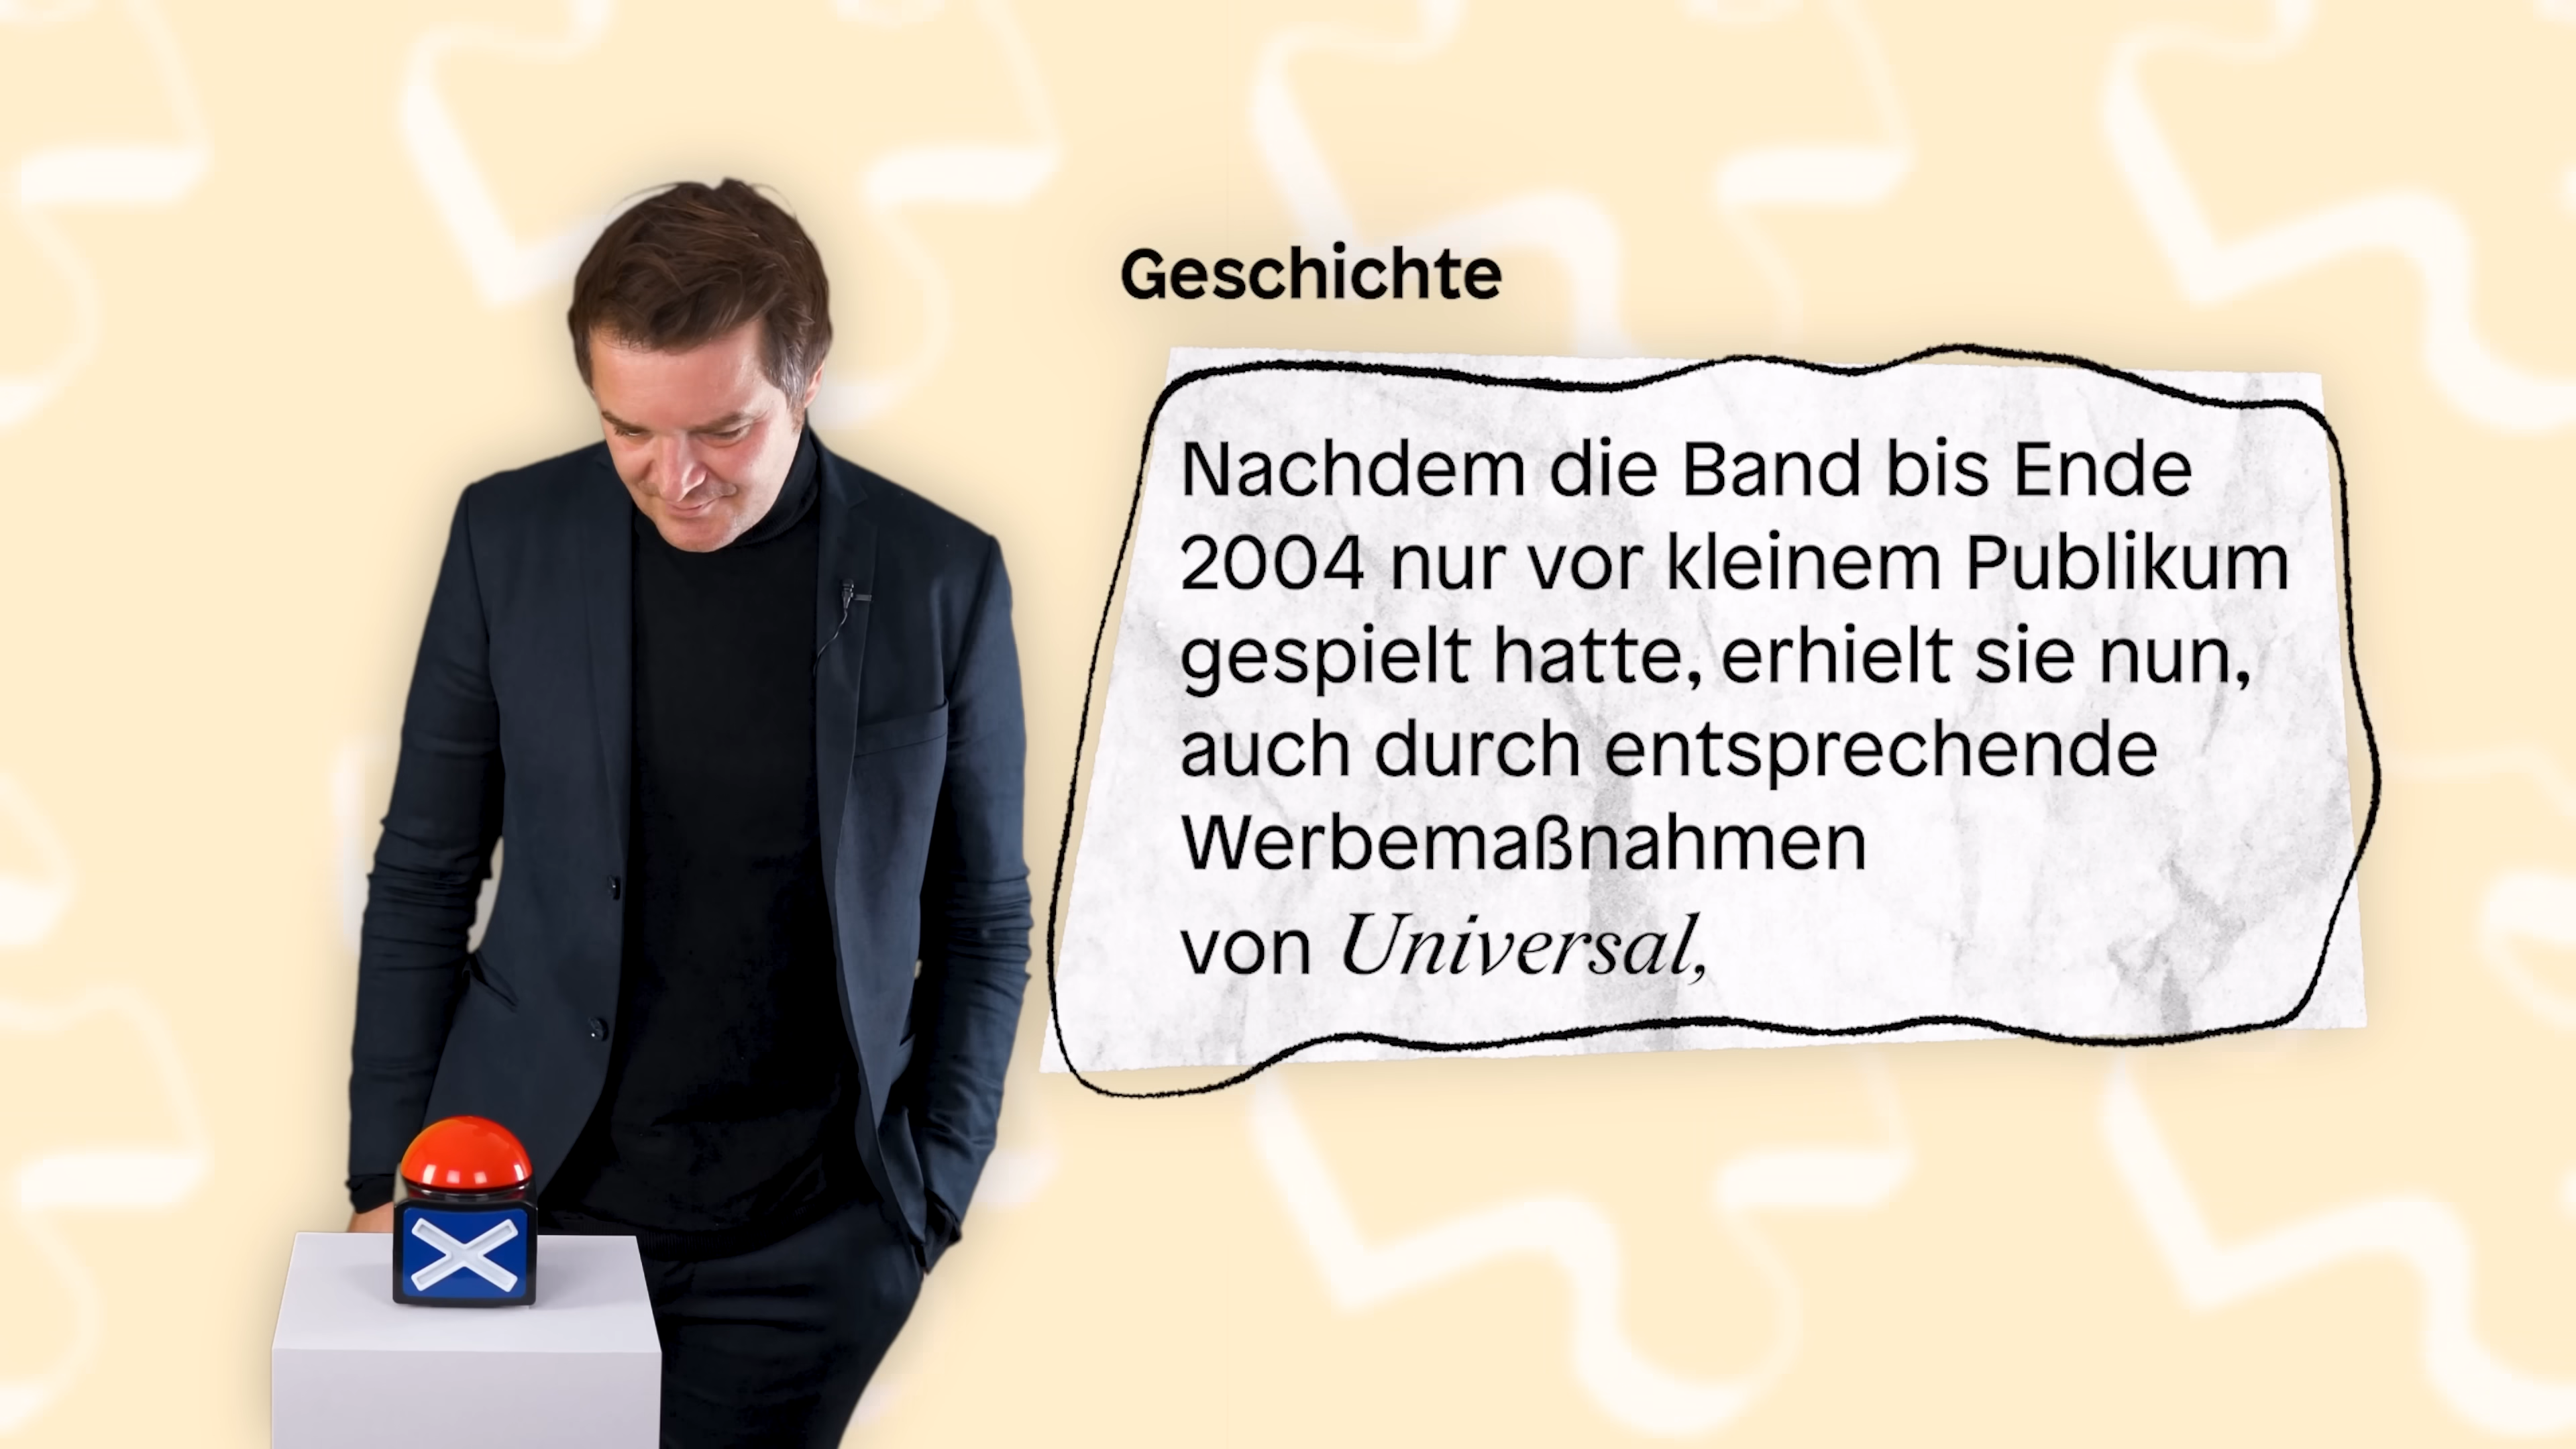 Geschichte
Nachdem die Band bis Ende
2004 nur vor kleinem Publikum
gespielt hatte, erhielt sie nun,
auch durch entsprechende
Werbemaßnahmen
von Universal,